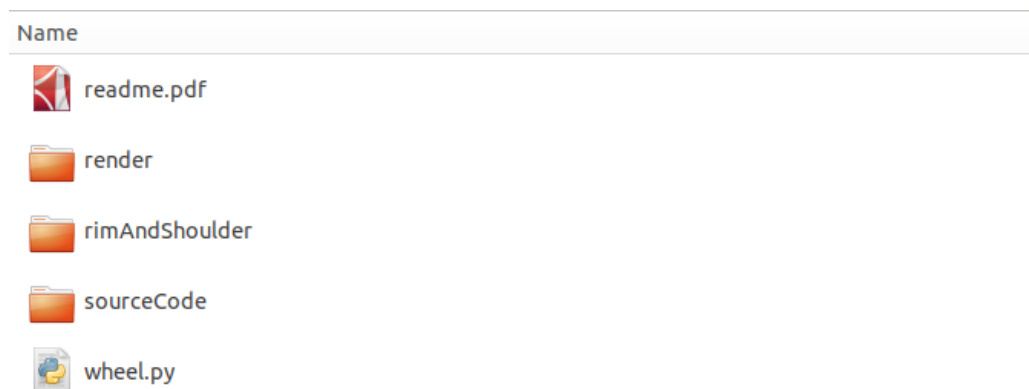 Name
readme.pdf
render
rimAndShoulder
sourceCode
wheel.py